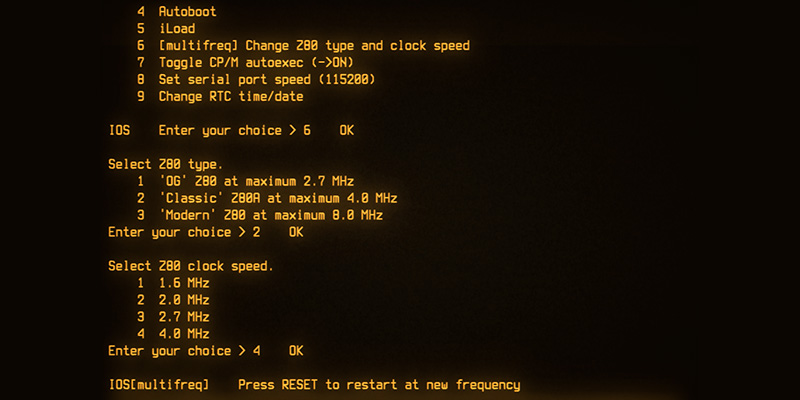 4 Autoboot
5 iLoad
6 [multifreq] Change Z80 type and clock speed
7 Toggle CP/M autoexec (->ON)
8 Set serial port speed (115200)
9 Change RTC time/date
IOS Enter your choice > 6 OK
Select Z80 type.
1 'OG' Z80 at maximum 2.7 MHz
2 'Classic' Z80A at maximum 4.0 MHz
3 'Modern' Z80 at maximum 8.0 MHz
Enter your choice > 2 OK
Select Z80 clock speed.
1 1.6 MHz
2 2.0 MHz
3 2.7 MHz
4 4.0 MHz
Enter your choice > 4 OK
IOS[multifreq] Press RESET to restart at new frequency